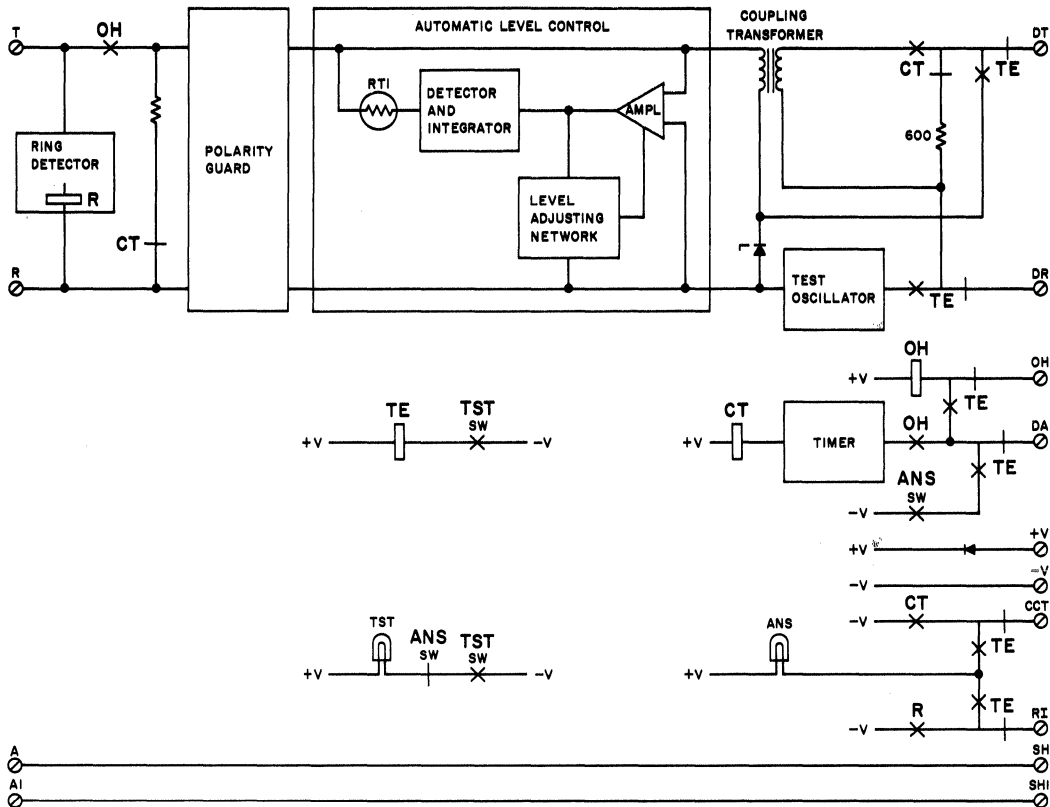 T
OH
AUTOMATIC LEVEL CONTROL
COUPLING
TRANSFORMER
DT
CT
TE
RTI
DETECTOR
AND
INTEGRATOR
AMPL
600
RING
DETECTOR
R
POLARITY
GUARD
LEVEL
ADJUSTING
NETWORK
CT
R
TEST
OSCILLATOR
TE
DR
+V
OH
TE
OH
+V
TE
TST
SW
-V
+V
CT
TIMER
OH
TE
DA
-V
ANS
SW
+V
+V
-V
-V
-V
CT
TE
CCT
+V
TST
ANS
SW
TST
SW
-V
+V
ANS
-V
R
TE
RI
A
SH
AI
SHI